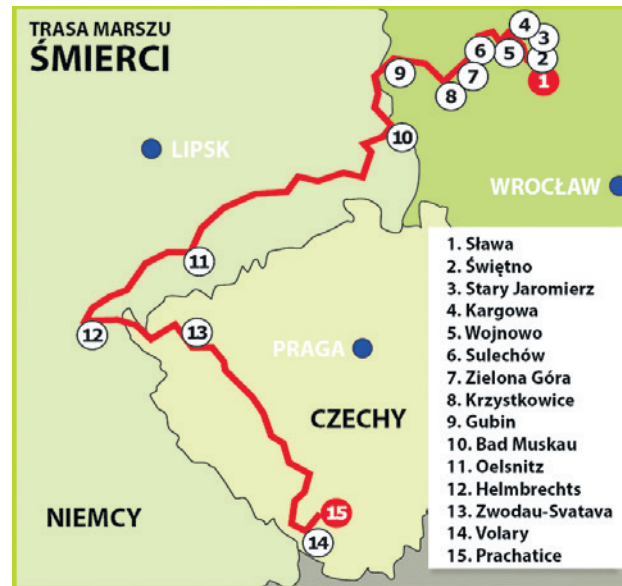 TRASA MARSZU
ŚMIERCI
4
3
6
5
2
9
7
1
8
10
LIPSK
WROCŁAW
11
12
13
PRAGA
CZECHY
NIEMCY
15
14
1. Sława
2. Świętno
3. Stary Jaromierz
4. Kargowa
5. Wojnowo
6. Sulechów
7. Zielona Góra
8. Krzystkowice
9. Gubin
10. Bad Muskau
11. Oelsnitz
12. Helmbrechts
13. Zwodau-Svatava
14. Volary
15. Prachatice